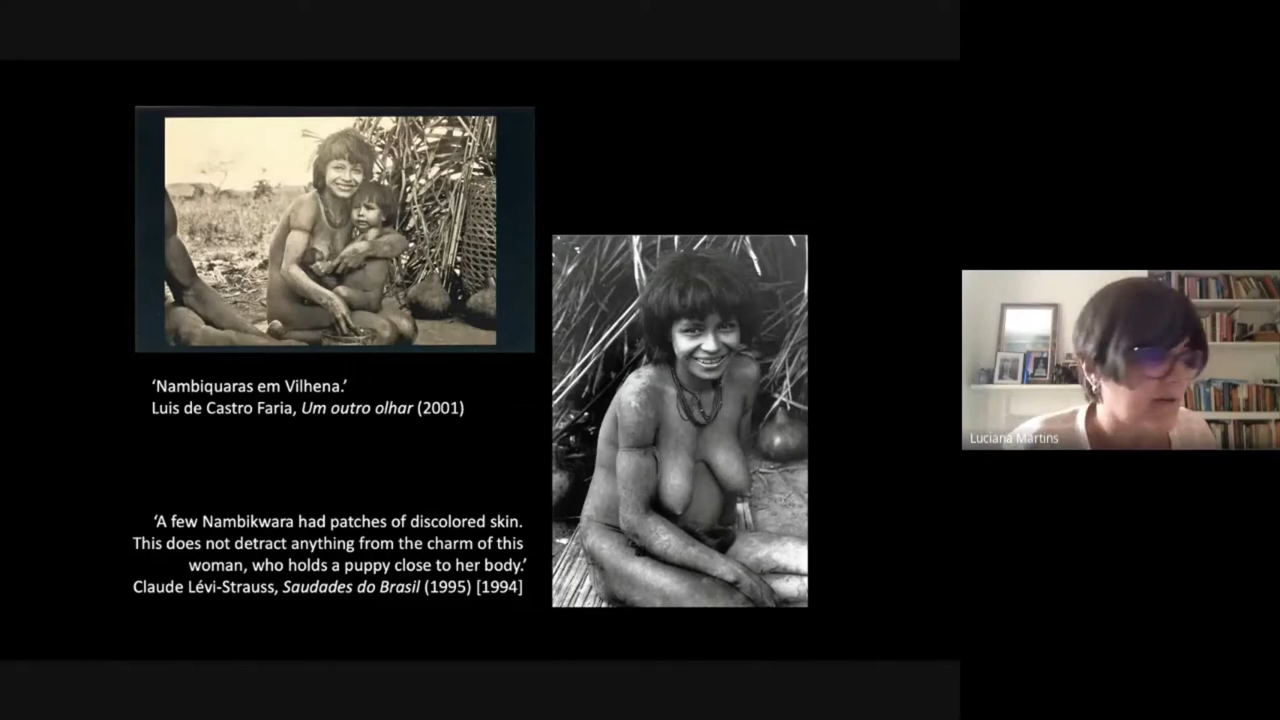 ‘Nambiquaras em Vilhena.’
Luis de Castro Faria, Um outro olhar (2001)
‘A few Nambikwara had patches of discolored skin.
This does not detract anything from the charm of this
woman, who holds a puppy close to her body.’
Claude Lévi-Strauss, Saudades do Brasil (1995) [1994]
Luciana Martins